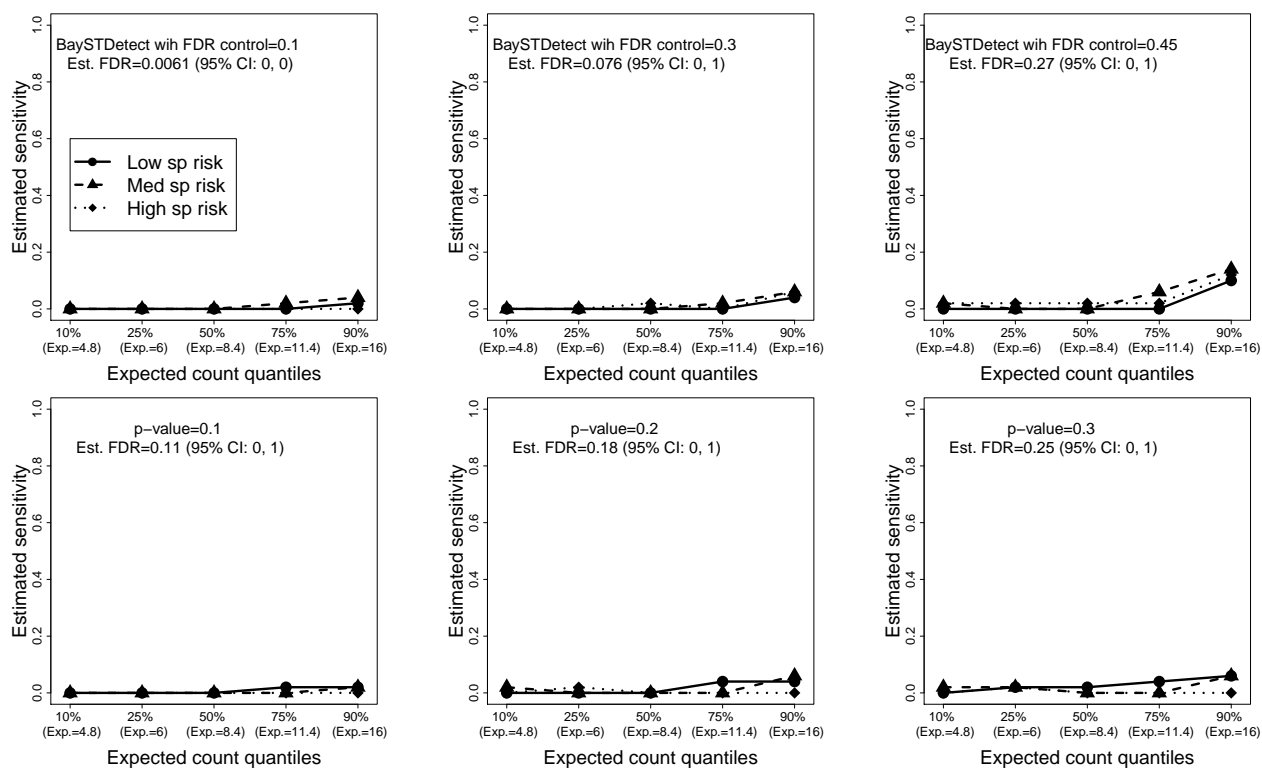 BaySTDetect wih FDR control=0.1
Est. FDR=0.0061 (95% CI: 0, 0)
Low sp risk
Med sp risk
High sp risk
Estimated sensitivity
0.0 0.2 0.4 0.6 0.8 1.0
10% 25% 50% 75% 90%
(Exp.=4.8) (Exp.=6) (Exp.=8.4) (Exp.=11.4) (Exp.=16)
Expected count quantiles
BaySTDetect wih FDR control=0.3
Est. FDR=0.076 (95% CI: 0, 1)
Estimated sensitivity
0.0 0.2 0.4 0.6 0.8 1.0
10% 25% 50% 75% 90%
(Exp.=4.8) (Exp.=6) (Exp.=8.4) (Exp.=11.4) (Exp.=16)
Expected count quantiles
BaySTDetect wih FDR control=0.45
Est. FDR=0.27 (95% CI: 0, 1)
Estimated sensitivity
0.0 0.2 0.4 0.6 0.8 1.0
10% 25% 50% 75% 90%
(Exp.=4.8) (Exp.=6) (Exp.=8.4) (Exp.=11.4) (Exp.=16)
Expected count quantiles
p−value=0.1
Est. FDR=0.11 (95% CI: 0, 1)
Estimated sensitivity
0.0 0.2 0.4 0.6 0.8 1.0
10% 25% 50% 75% 90%
(Exp.=4.8) (Exp.=6) (Exp.=8.4) (Exp.=11.4) (Exp.=16)
Expected count quantiles
p−value=0.2
Est. FDR=0.18 (95% CI: 0, 1)
Estimated sensitivity
0.0 0.2 0.4 0.6 0.8 1.0
10% 25% 50% 75% 90%
(Exp.=4.8) (Exp.=6) (Exp.=8.4) (Exp.=11.4) (Exp.=16)
Expected count quantiles
p−value=0.3
Est. FDR=0.25 (95% CI: 0, 1)
Estimated sensitivity
0.0 0.2 0.4 0.6 0.8 1.0
10% 25% 50% 75% 90%
(Exp.=4.8) (Exp.=6) (Exp.=8.4) (Exp.=11.4) (Exp.=16)
Expected count quantiles